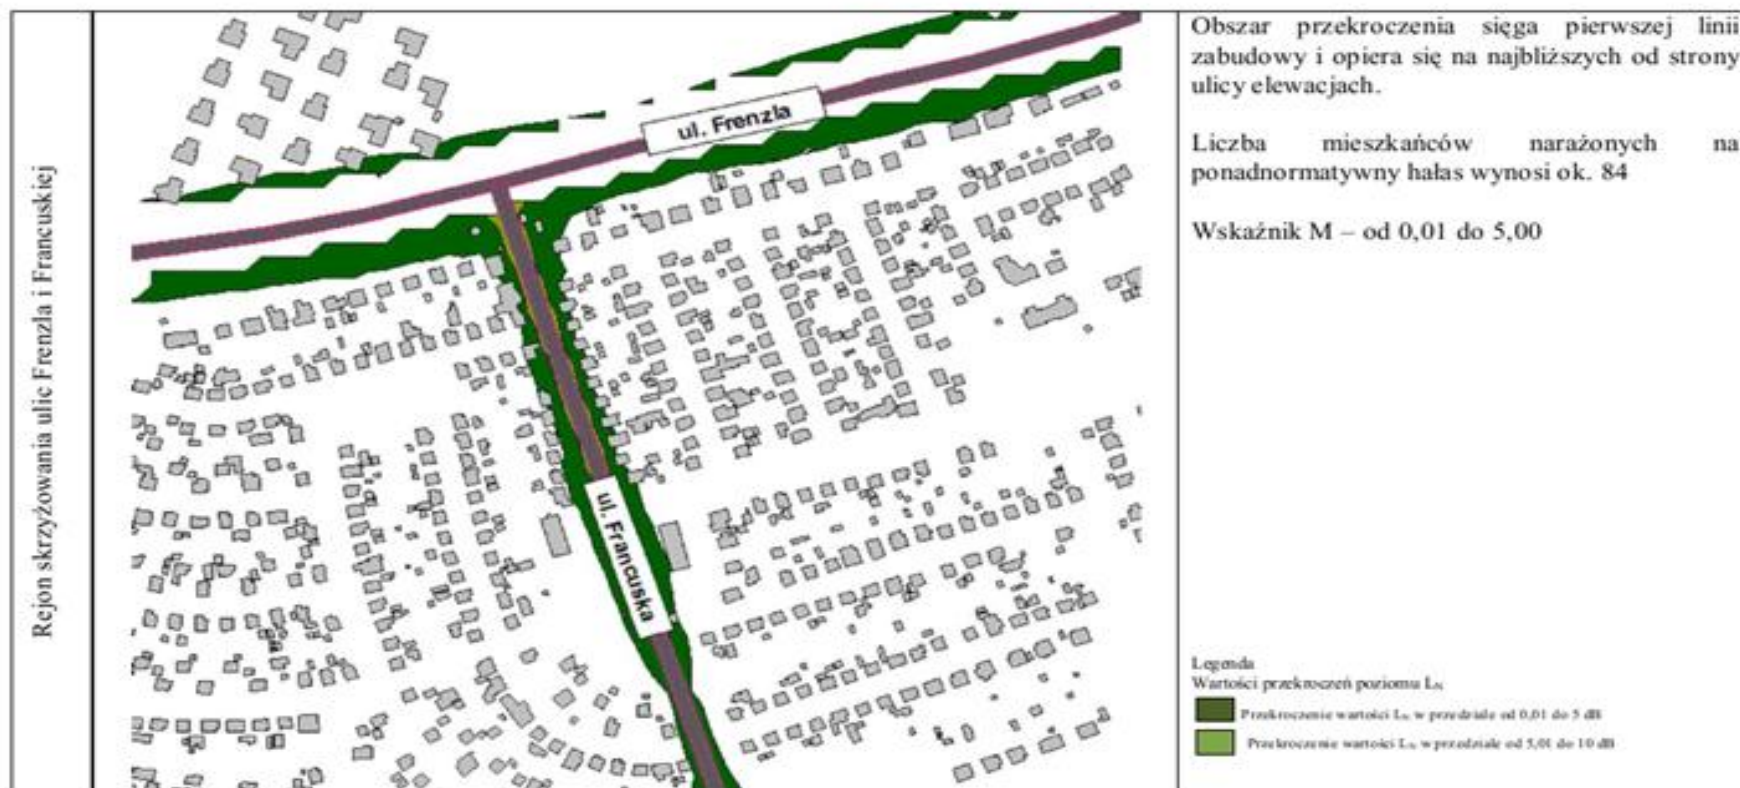 Rejon skrzyżowania ulic Frenzla i Francuskiej
ul. Frenzla
ul. Francuska
Obszar przekroczenia sięga pierwszej linii
zabudowy i opiera się na najbliższych od strony
ulicy elewacjach.
Liczba mieszkańców narażonych na
ponadnormatywny hałas wynosi ok. 84
Wskaźnik M – od 0,01 do 5,00
Legenda
Wartości przekroczeń poziomu LN
Przekroczenie wartości LN w przedziale od 0,01 do 5 dB
Przekroczenie wartości LN w przedziale od 5,01 do 10 dB